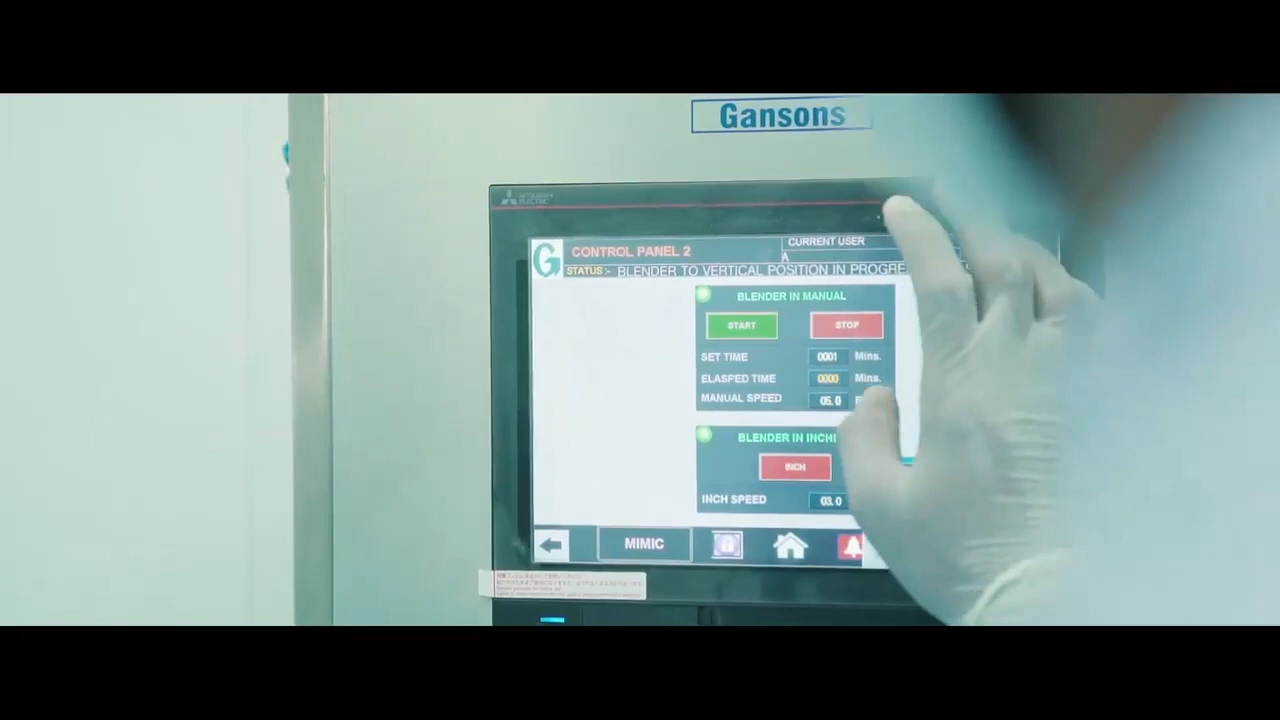 Gansons
MITSUBISHI
ELECTRIC
CONTROL PANEL 2
CURRENT USER
A
STATUS :- BLENDER TO VERTICAL POSITION IN PROGRE
BLENDER IN MANUAL
START STOP
SET TIME 0001 Mins.
ELASPED TIME 0000 Mins.
MANUAL SPEED 05.0
BLENDER IN INCHI
INCH
INCH SPEED 03.0
MIMIC